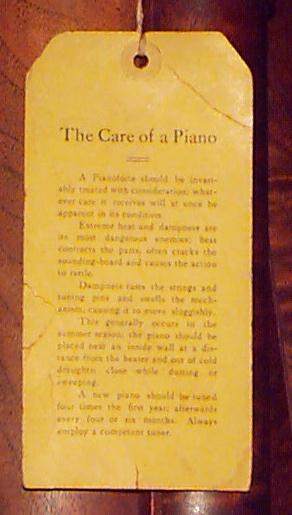 The Care of a Piano
A Pianoforte should be invari-
ably treated with consideration; what-
ever care it receives will at once be
apparent in its condition.
Extreme heat and dampness are
its most dangerous enemies; heat
contracts the parts, often cracks the
sounding-board and causes the action
to rattle.
Dampness rusts the strings and
tuning pins and swells the mech-
anism, causing it to move sluggishly.
This generally occurs in the
summer season; the piano should be
placed near an inside wall at a dis-
tance from the heater and out of cold
draughts; close while dusting or
sweeping.
A new piano should be tuned
four times the first year; afterwards
every four or six months. Always
employ a competent tuner.